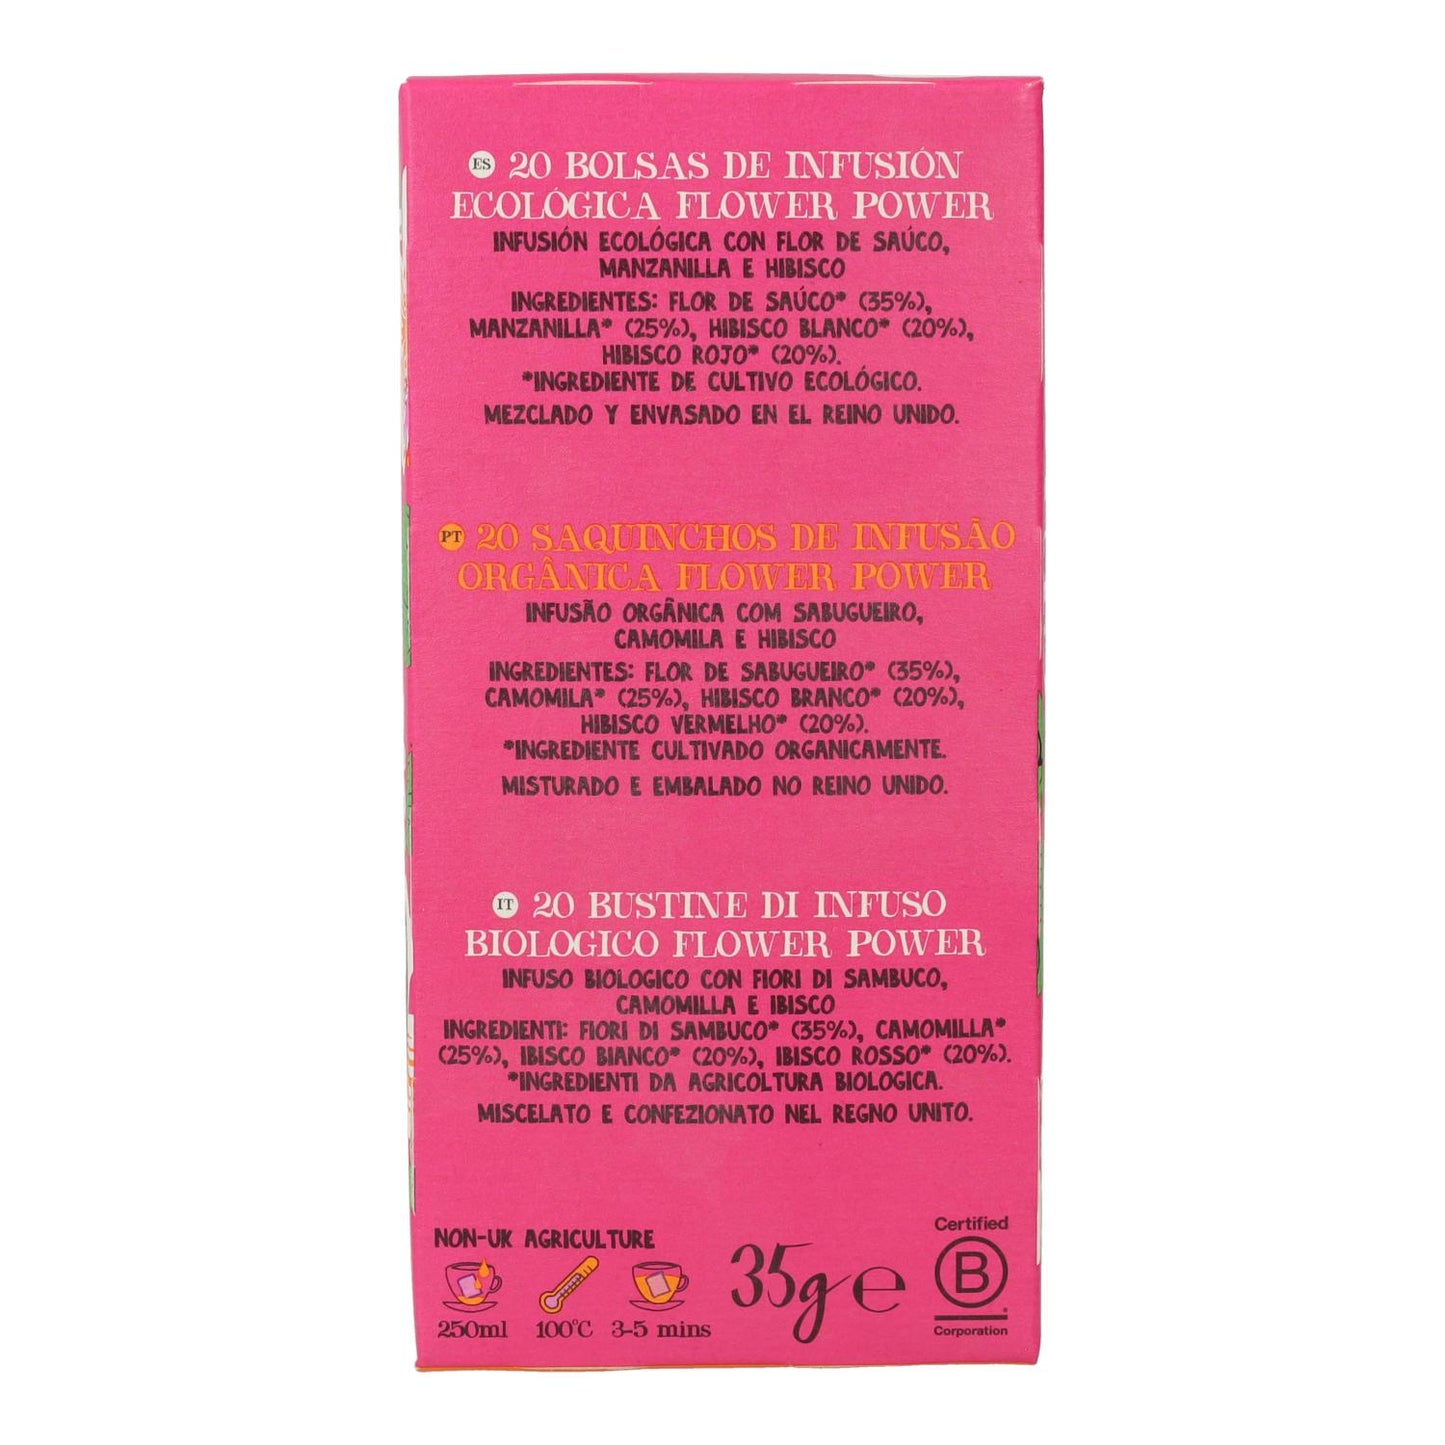 ES 20 BOLSAS DE INFUSIÓN
ECOLÓGICA FLOWER POWER
INFUSIÓN ECOLÓGICA CON FLOR DE SAÚCO,
MANZANILLA E HIBISCO
INGREDIENTES: FLOR DE SAÚCO* (35%),
MANZANILLA* (25%), HIBISCO BLANCO* (20%),
HIBISCO ROJO* (20%).
*INGREDIENTE DE CULTIVO ECOLÓGICO.
MEZCLADO Y ENVASADO EN EL REINO UNIDO.
PT 20 SAQUINCHOS DE INFUSÃO
ORGÂNICA FLOWER POWER
INFUSÃO ORGÂNICA COM SABUGUEIRO,
CAMOMILA E HIBISCO
INGREDIENTES: FLOR DE SABUGUEIRO* (35%),
CAMOMILA* (25%), HIBISCO BRANCO* (20%),
HIBISCO VERMELHO* (20%).
*INGREDIENTE CULTIVADO ORGANICAMENTE.
MISTURADO E EMBALADO NO REINO UNIDO.
IT 20 BUSTINE DI INFUSO
BIOLOGICO FLOWER POWER
INFUSO BIOLOGICO CON FIORI DI SAMBUCO,
CAMOMILLA E IBISCO
INGREDIENTI: FIORI DI SAMBUCO* (35%), CAMOMILLA*
(25%), IBISCO BIANCO* (20%), IBISCO ROSSO* (20%).
*INGREDIENTI DA AGRICOLTURA BIOLOGICA.
MISCELATO E CONFEZIONATO NEL REGNO UNITO.
NON-UK AGRICULTURE
250ml 100°C 3-5 mins
35g ℮
Certified
B
®
Corporation